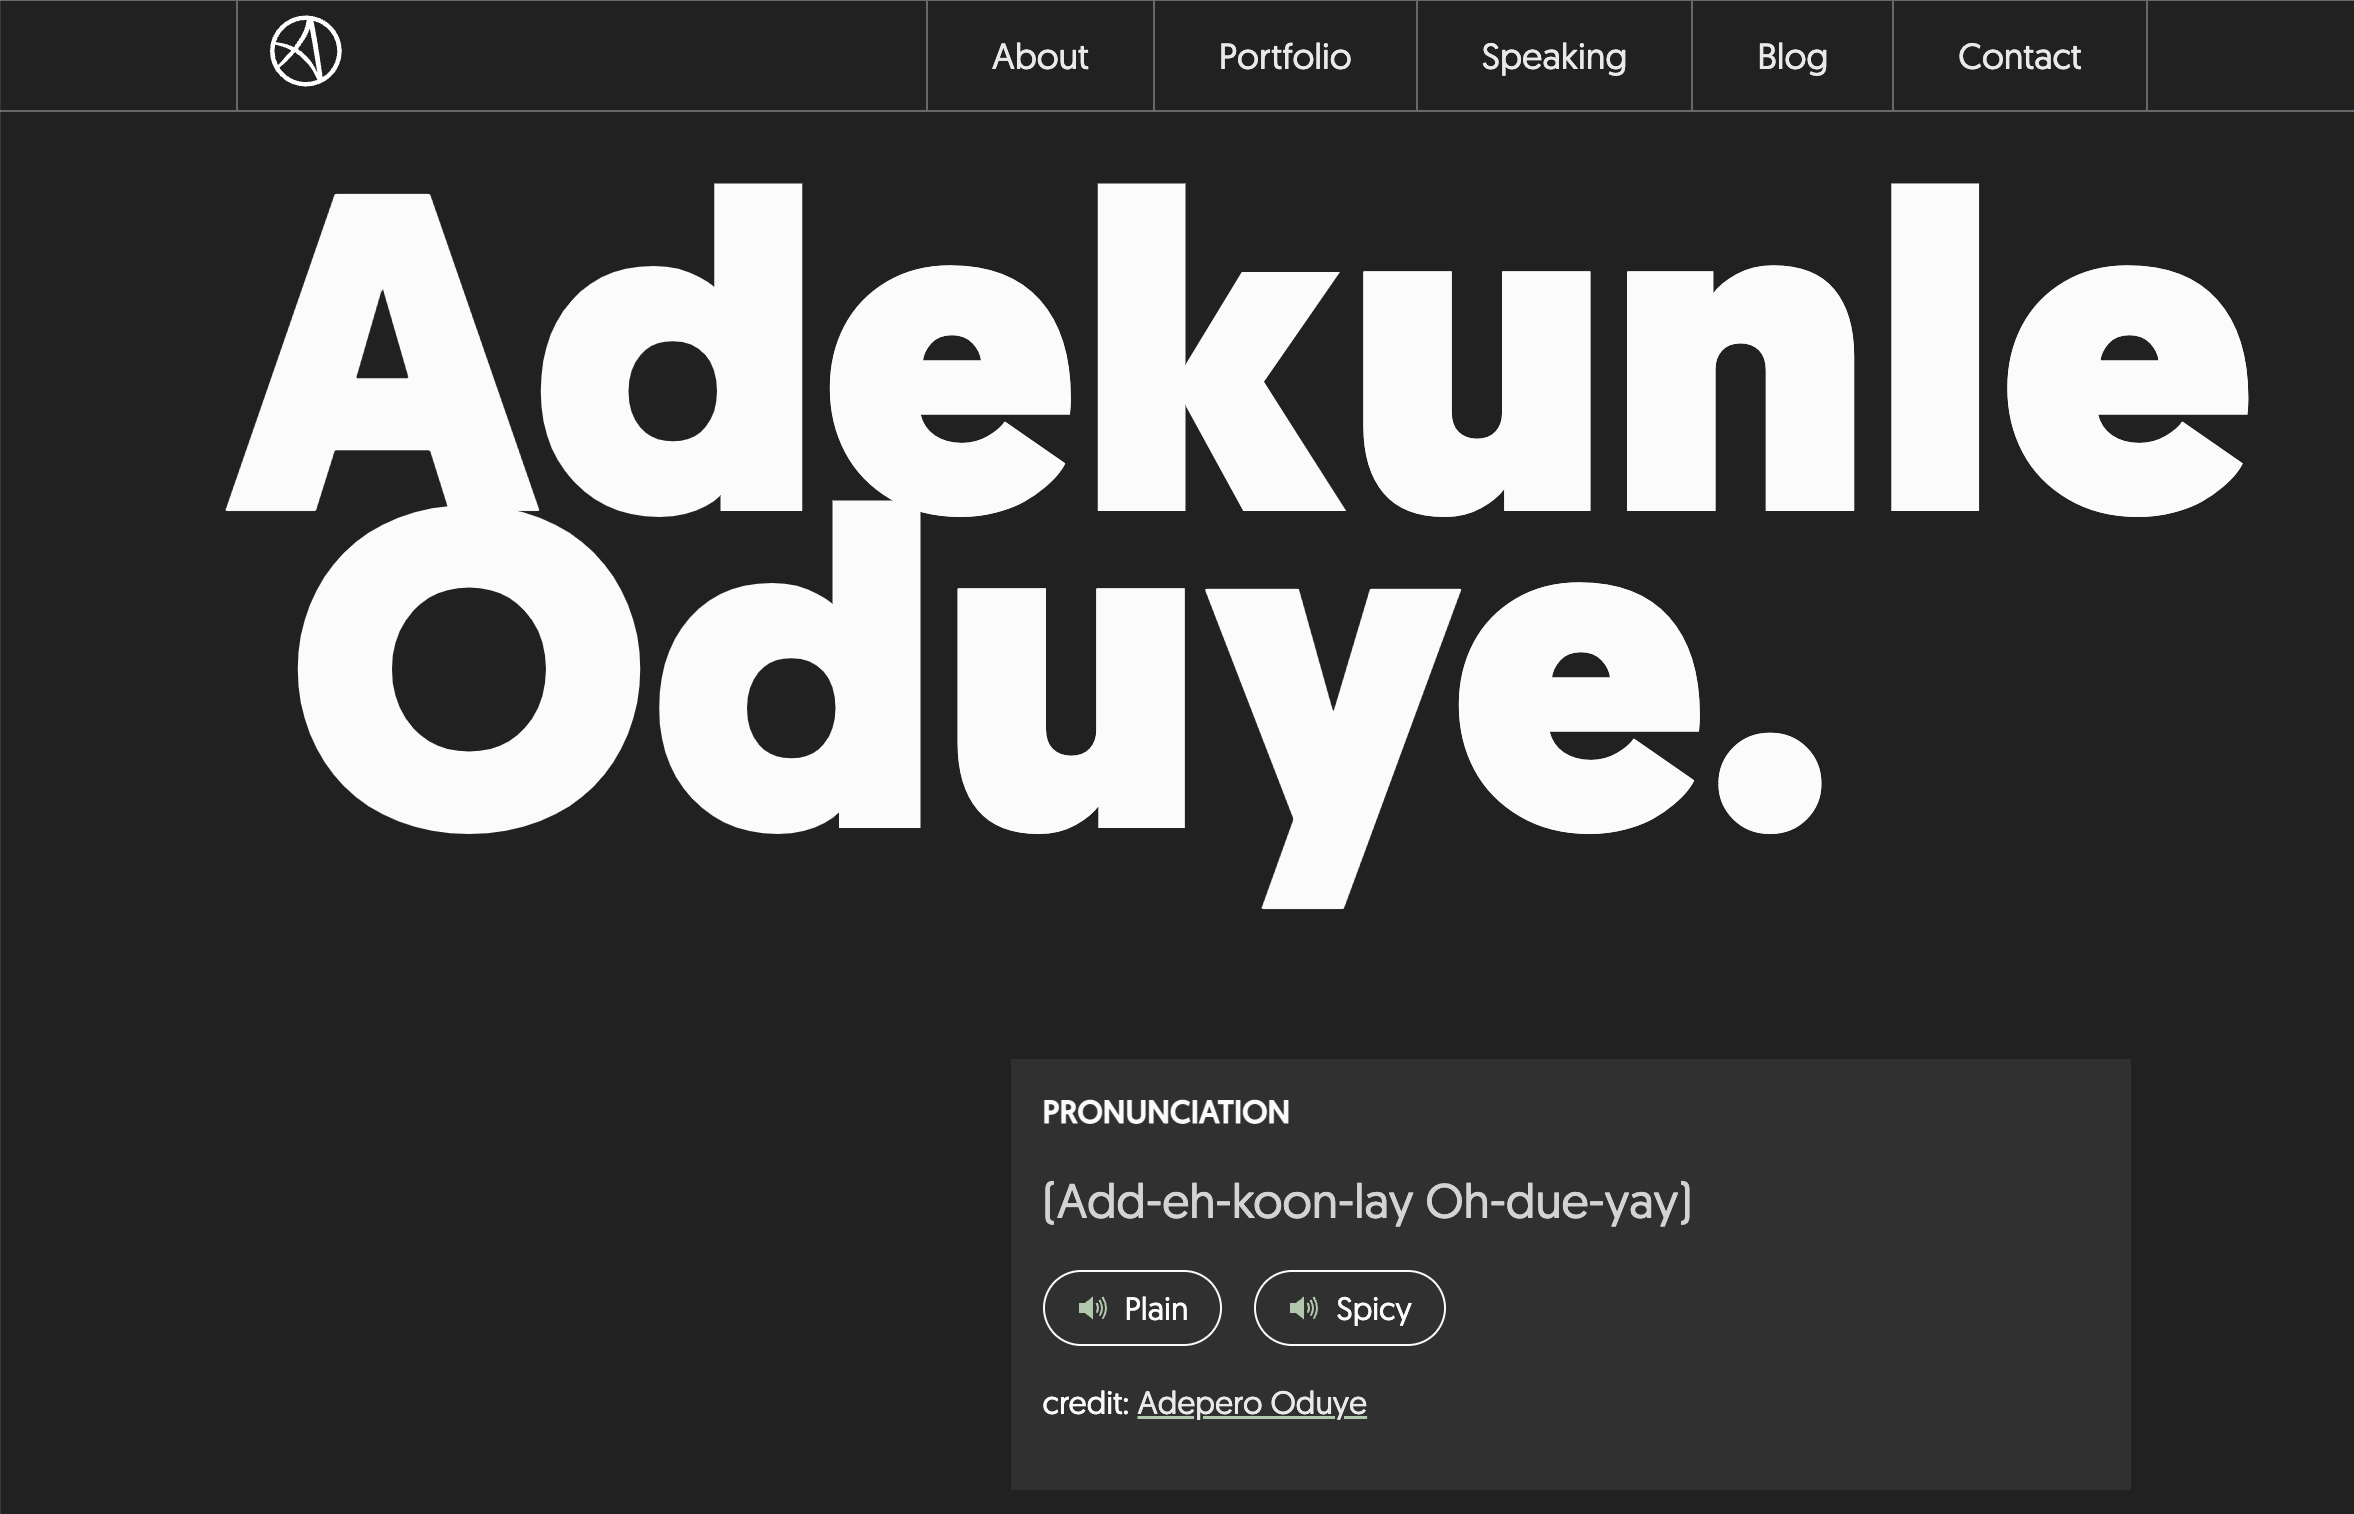 About Portfolio Speaking Blog Contact
Adekunle
Oduye.
PRONUNCIATION
(Add-eh-koon-lay Oh-due-yay)
Plain Spicy
credit: Adepero Oduye